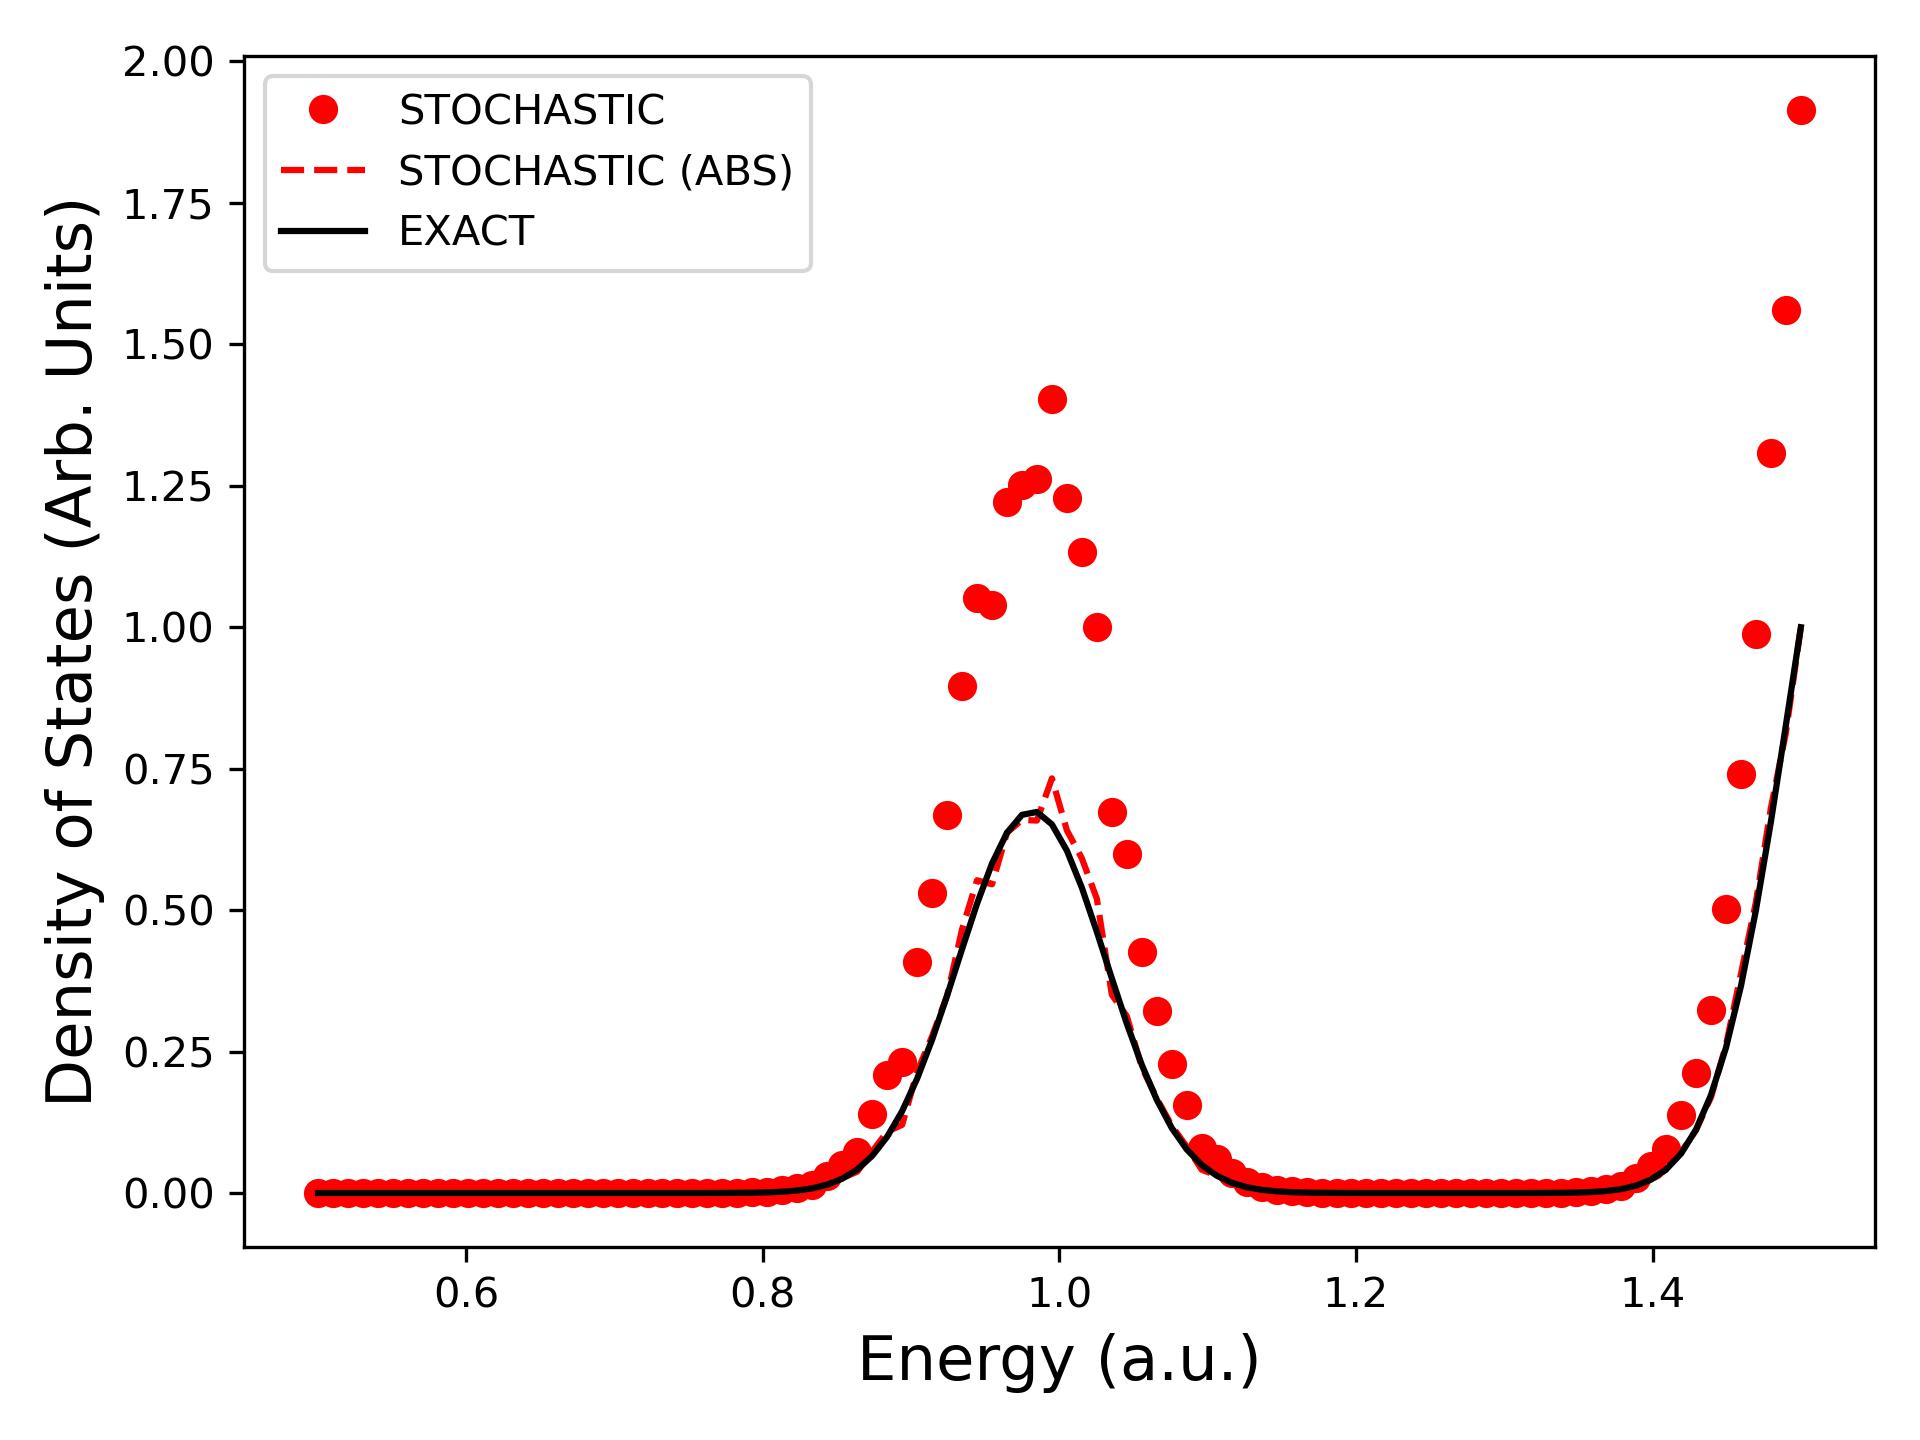 Density of States (Arb. Units)
2.00
1.75
1.50
1.25
1.00
0.75
0.50
0.25
0.00
STOCHASTIC
STOCHASTIC (ABS)
EXACT
0.6 0.8 1.0 1.2 1.4
Energy (a.u.)